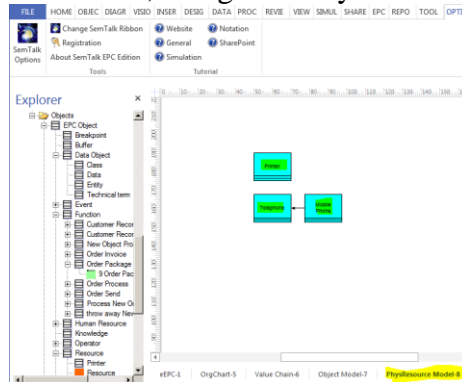 FILE HOME OBJEC DIAGR VISIO INSER DESIG DATA PROC REVIE VIEW SIMUL SHARE EPC REPO TOOL OPTI
SemTalk Options
Change SemTalk Ribbon
Registration
About SemTalk EPC Edition
Tools
Website
General
Simulation
Notation
SharePoint
Tutorial
Explorer ×
Objects
EPC Object
Breakpoint
Buffer
Data Object
Class
Data
Entity
Technical term
Event
Function
Customer Recor
Customer Recor
New Object Pro
Order Invoice
Order Package
9 Order Pac
Order Process
Order Send
Process New Or
throw away New
Human Resource
Knowledge
Operator
Resource
Printer
Resource
Printer
Telephone
Mobile
Phone
eEPC-1 OrgChart-5 Value Chain-6 Object Model-7 PhysResource Model-8